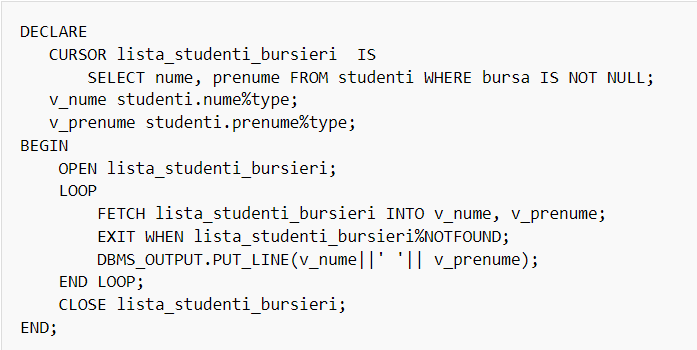 DECLARE
CURSOR lista_studenti_bursieri  IS
SELECT nume, prenume FROM studenti WHERE bursa IS NOT NULL;
v_nume studenti.nume%type;
v_prenume studenti.prenume%type;
BEGIN
OPEN lista_studenti_bursieri;
LOOP
FETCH lista_studenti_bursieri INTO v_nume, v_prenume;
EXIT WHEN lista_studenti_bursieri%NOTFOUND;
DBMS_OUTPUT.PUT_LINE(v_nume||' '|| v_prenume);
END LOOP;
CLOSE lista_studenti_bursieri;
END;